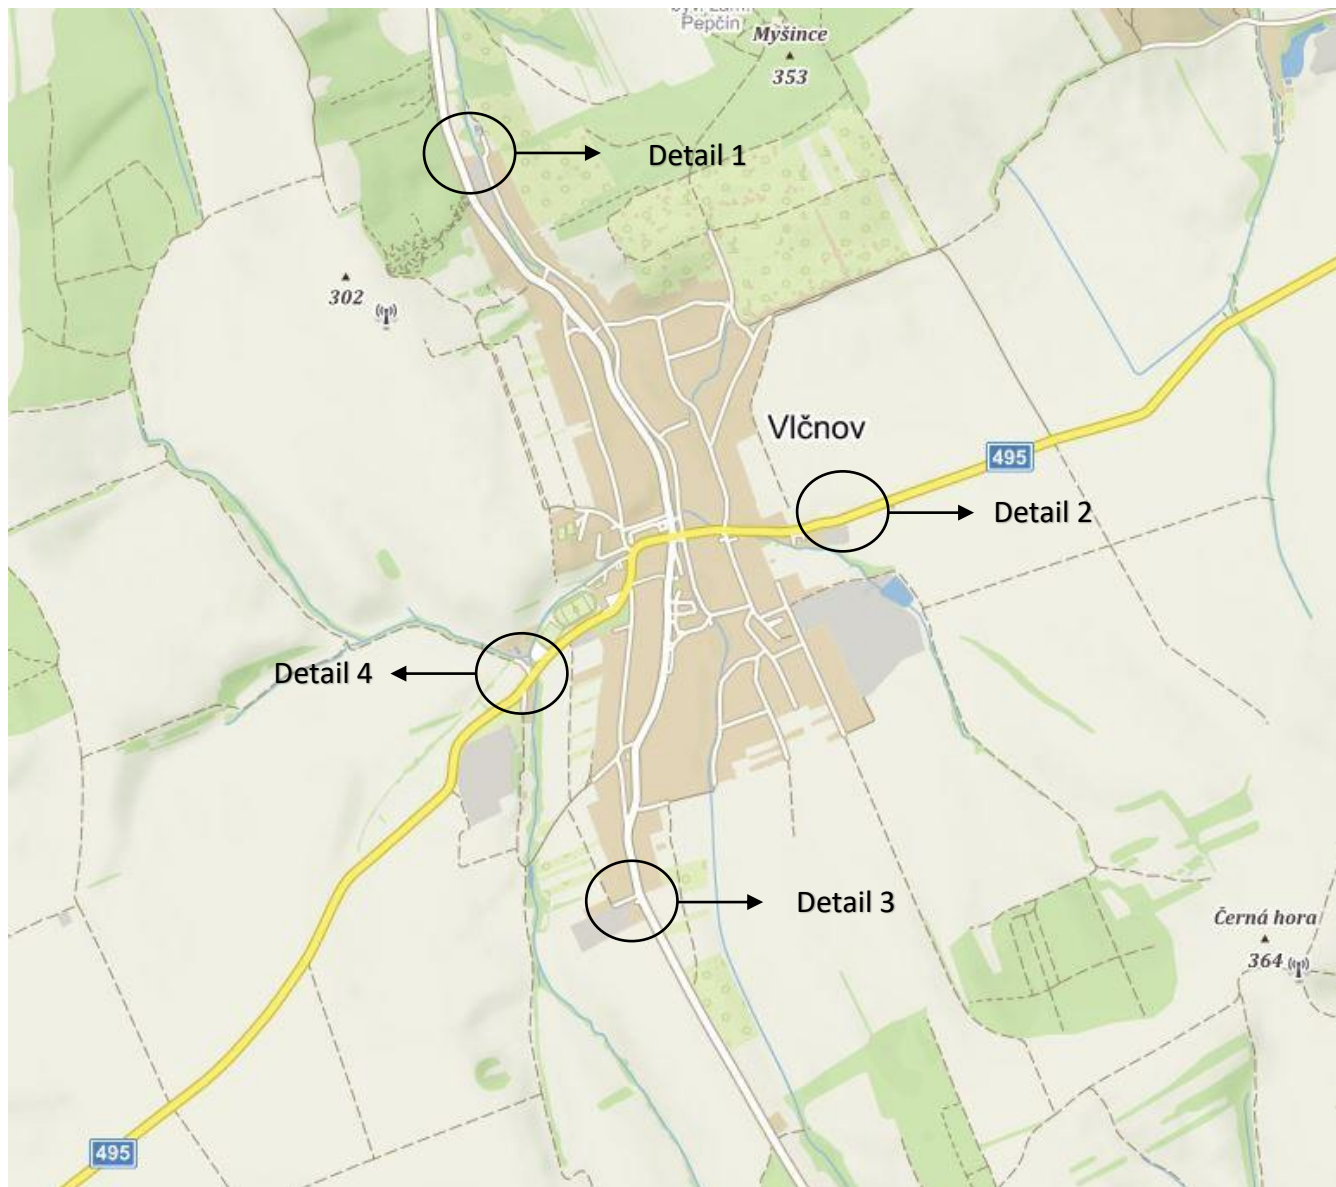 Pepčín
Myšince
353
Detail 1
302
Vlčnov
495
Detail 2
Detail 4
Detail 3
Černá hora
364
495